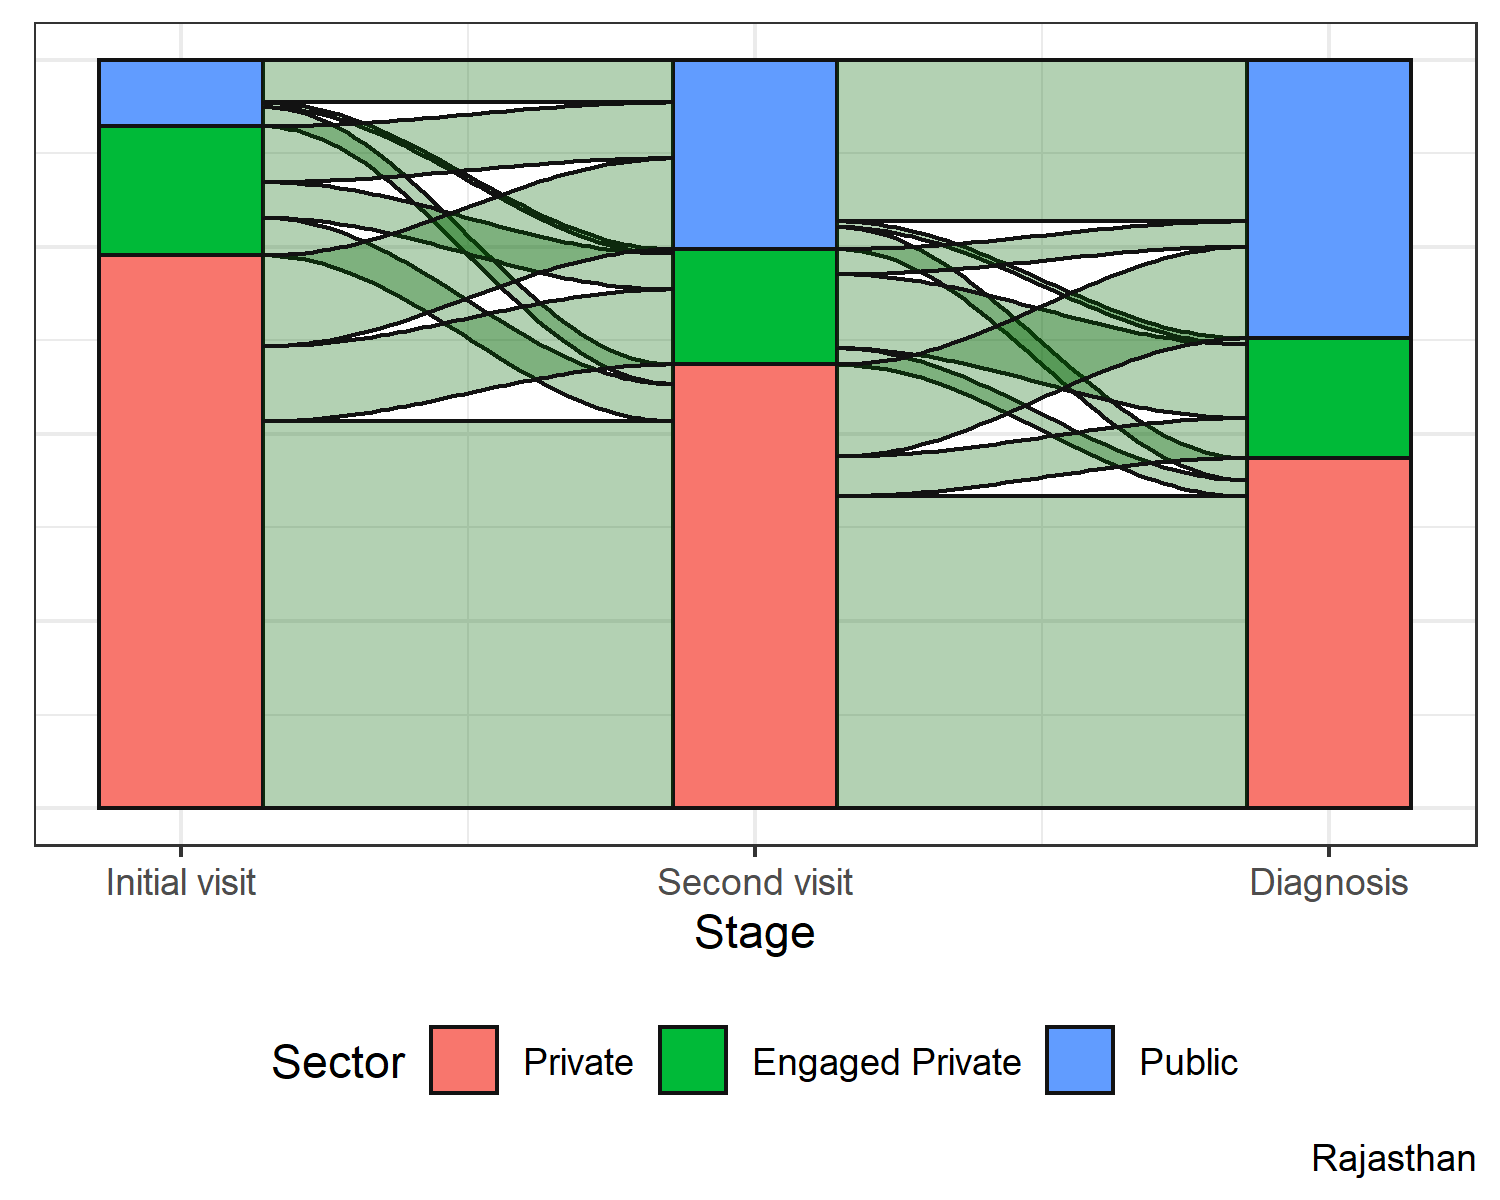 Initial visit Second visit Diagnosis
Stage
Sector Private Engaged Private Public
Rajasthan